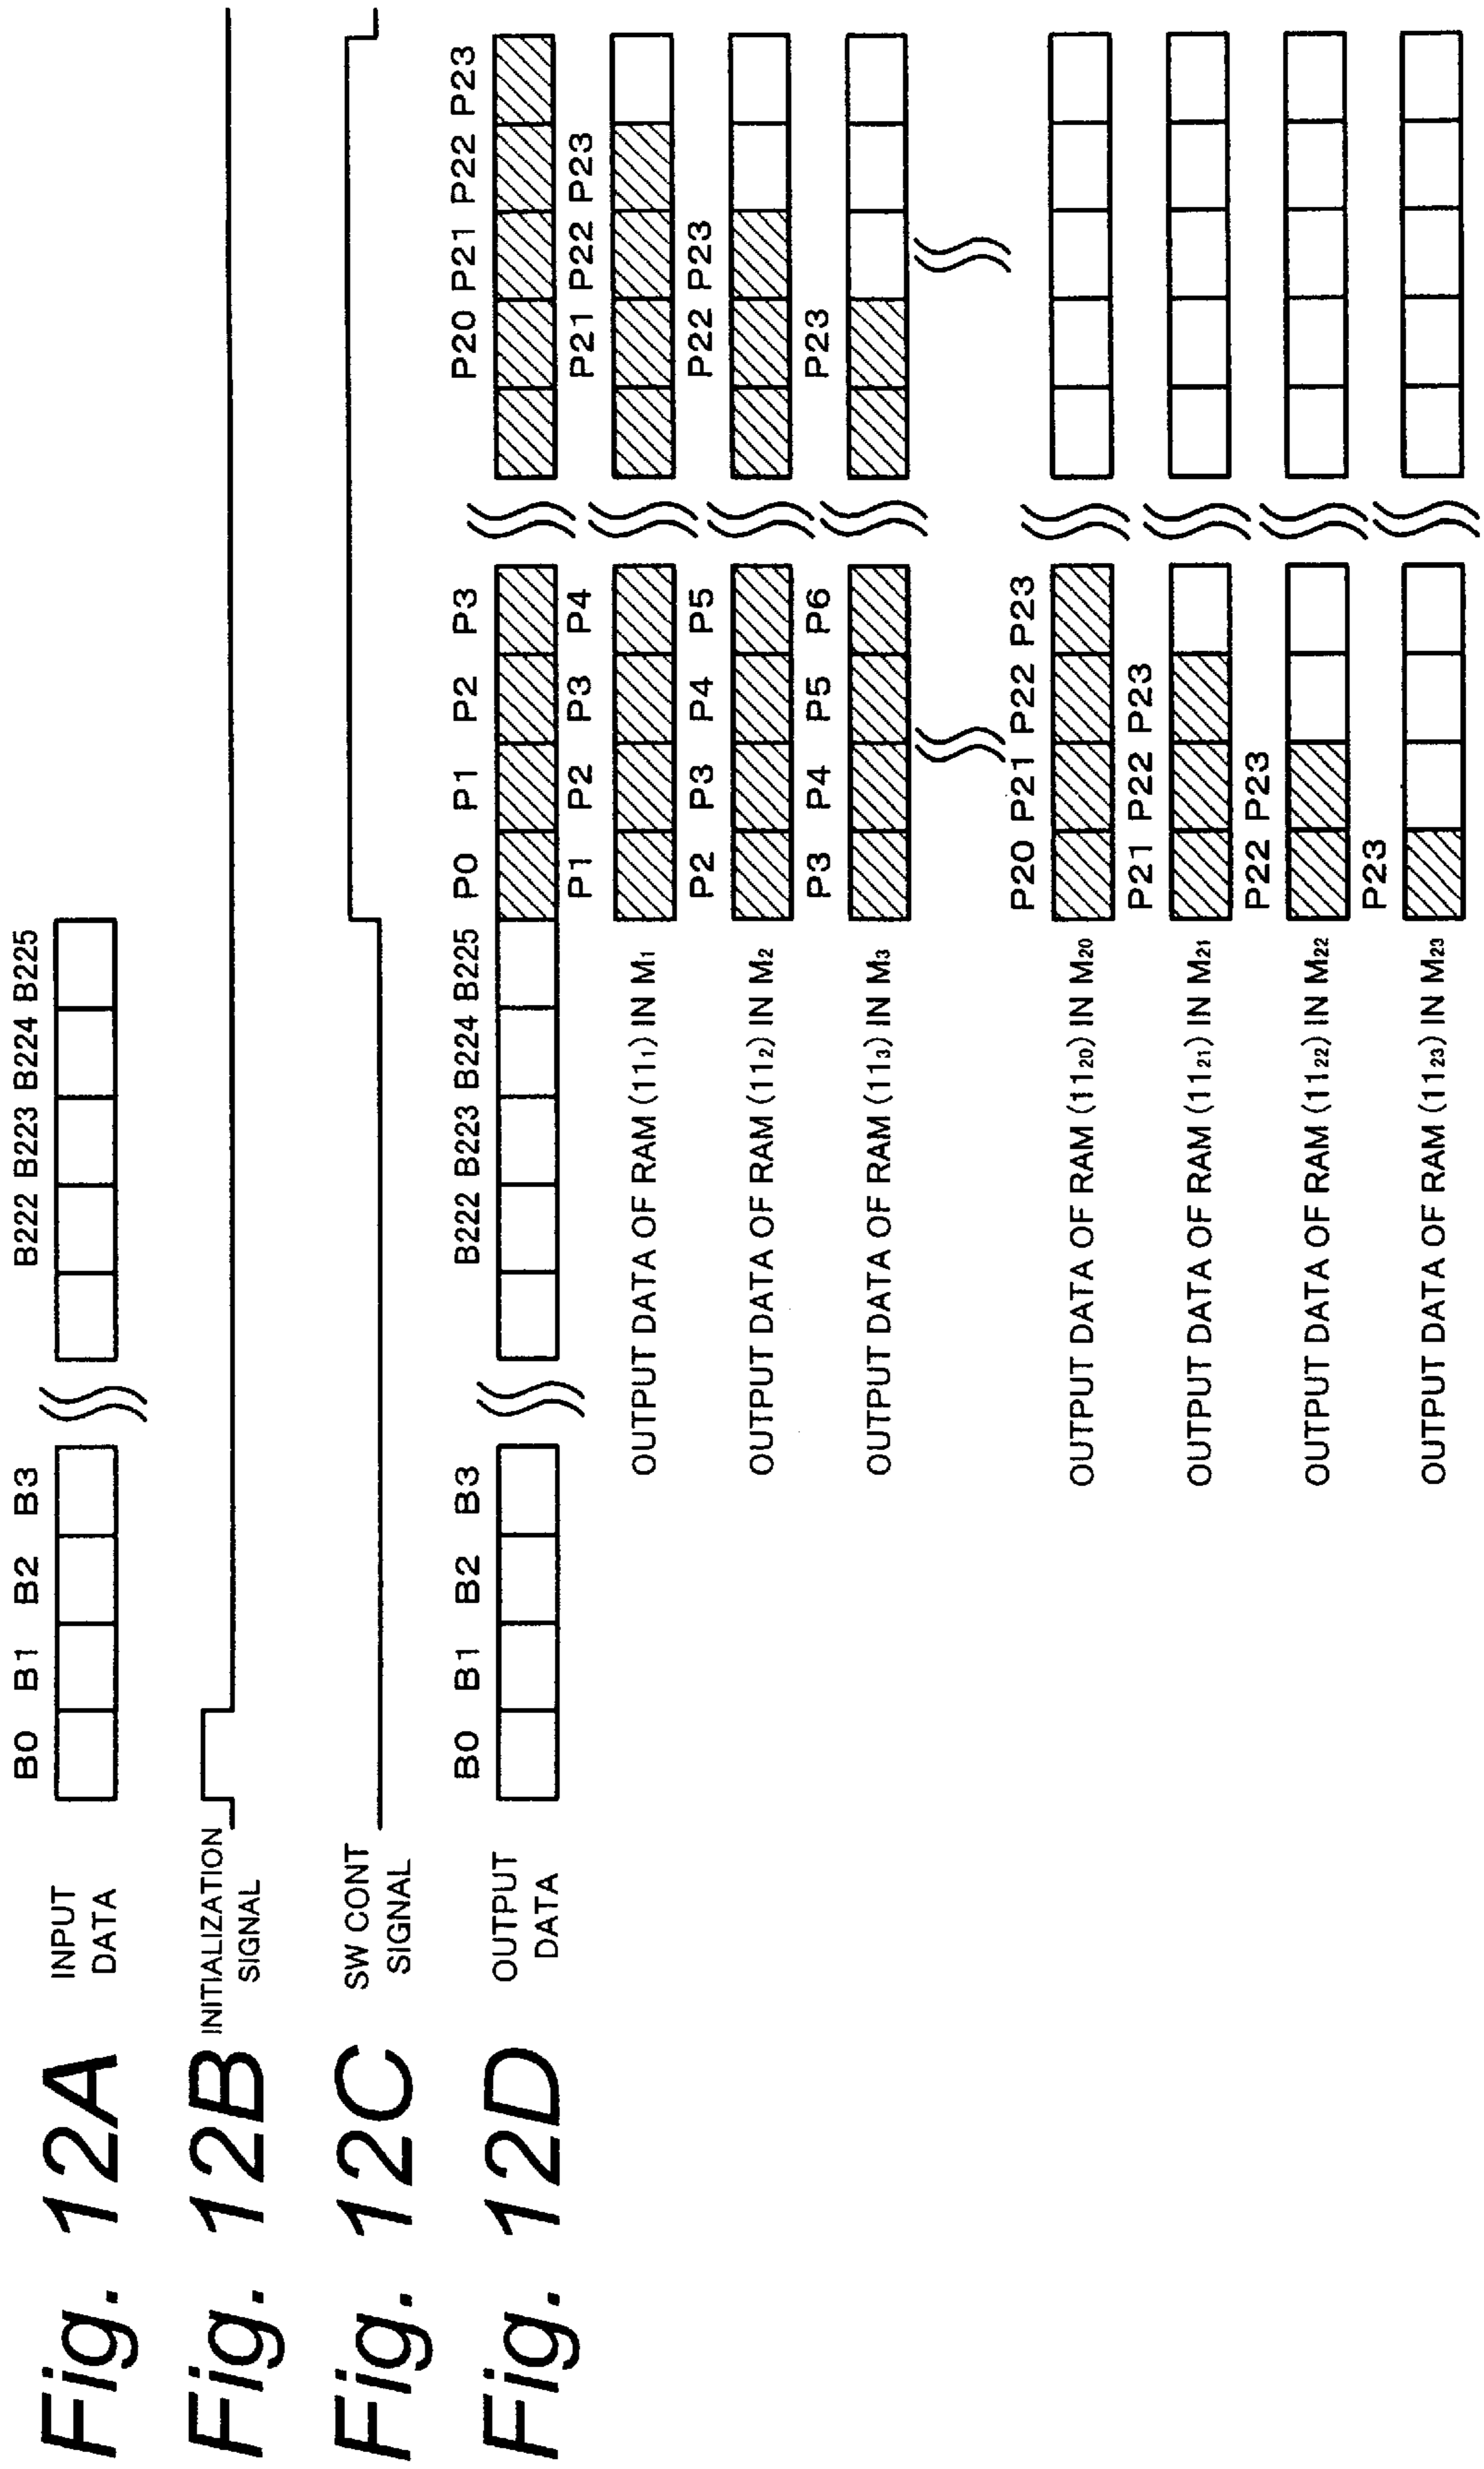 B0 B1 B2 B3 B222 B223 B224 B225
Fig. 12A INPUT DATA
Fig. 12B INITIALIZATION SIGNAL
Fig. 12C SW CONT SIGNAL
B0 B1 B2 B3 B222 B223 B224 B225 P0 P1 P2 P3 P20 P21 P22 P23
Fig. 12D OUTPUT DATA
P1 P2 P3 P4 P21 P22 P23
OUTPUT DATA OF RAM (11₁) IN M₁
P2 P3 P4 P5 P22 P23
OUTPUT DATA OF RAM (11₂) IN M₂
P3 P4 P5 P6 P23
OUTPUT DATA OF RAM (11₃) IN M₃
P20 P21 P22 P23
OUTPUT DATA OF RAM (11₂₀) IN M₂₀
P21 P22 P23
OUTPUT DATA OF RAM (11₂₁) IN M₂₁
P22 P23
OUTPUT DATA OF RAM (11₂₂) IN M₂₂
P23
OUTPUT DATA OF RAM (11₂₃) IN M₂₃